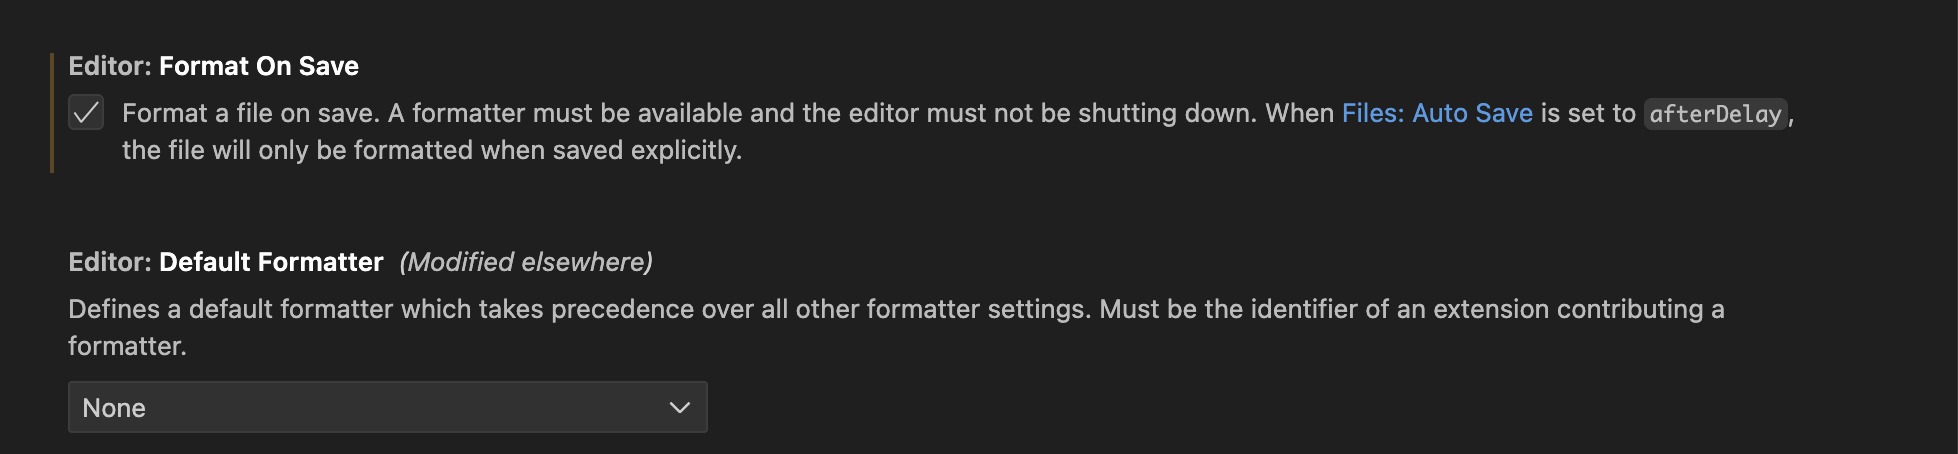 Editor: Format On Save
Format a file on save. A formatter must be available and the editor must not be shutting down. When Files: Auto Save is set to afterDelay,
the file will only be formatted when saved explicitly.
Editor: Default Formatter (Modified elsewhere)
Defines a default formatter which takes precedence over all other formatter settings. Must be the identifier of an extension contributing a
formatter.
None